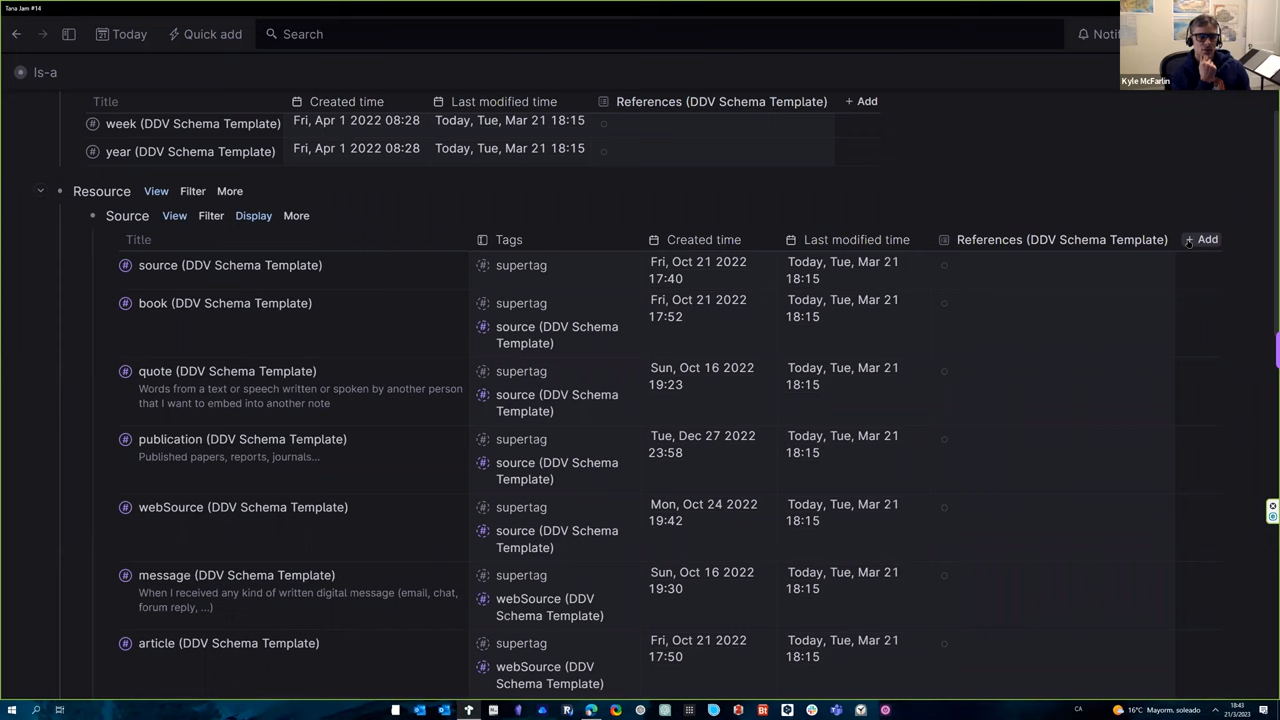 Tana Jam #14
Today
Quick add
Search
Kyle McFarlin
Is-a
Title Created time Last modified time References (DDV Schema Template) + Add
week (DDV Schema Template) Fri, Apr 1 2022 08:28 Today, Tue, Mar 21 18:15
year (DDV Schema Template) Fri, Apr 1 2022 08:28 Today, Tue, Mar 21 18:15
Resource View Filter More
Source View Filter Display More
Title Tags Created time Last modified time References (DDV Schema Template) + Add
source (DDV Schema Template) supertag Fri, Oct 21 2022 Today, Tue, Mar 21
17:40 18:15
book (DDV Schema Template) supertag Fri, Oct 21 2022 Today, Tue, Mar 21
17:52 18:15
source (DDV Schema
Template)
quote (DDV Schema Template) supertag Sun, Oct 16 2022 Today, Tue, Mar 21
19:23 18:15
Words from a text or speech written or spoken by another person source (DDV Schema
that I want to embed into another note Template)
publication (DDV Schema Template) supertag Tue, Dec 27 2022 Today, Tue, Mar 21
23:58 18:15
Published papers, reports, journals... source (DDV Schema
Template)
webSource (DDV Schema Template) supertag Mon, Oct 24 2022 Today, Tue, Mar 21
19:42 18:15
source (DDV Schema
Template)
message (DDV Schema Template) supertag Sun, Oct 16 2022 Today, Tue, Mar 21
19:30 18:15
When I received any kind of written digital message (email, chat, webSource (DDV
forum reply, ...) Schema Template)
article (DDV Schema Template) supertag Fri, Oct 21 2022 Today, Tue, Mar 21
17:50 18:15
webSource (DDV
Schema Template)
CA
16°C Mayorm. soleado
18:43
21/3/2023